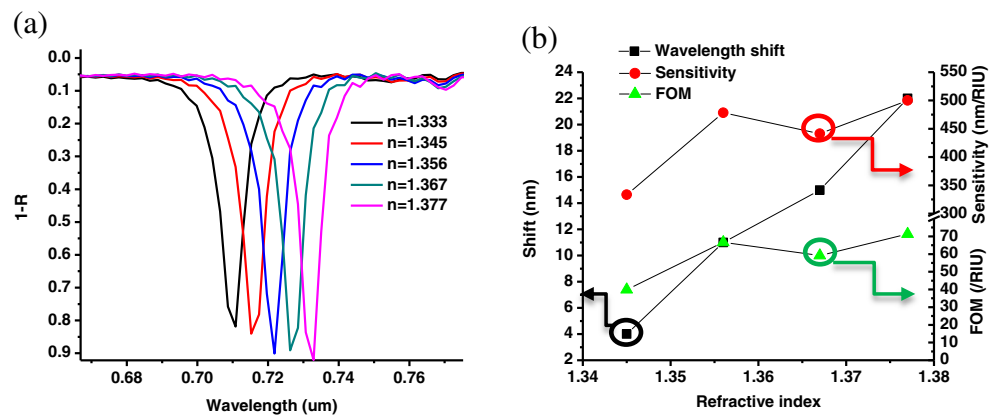 (a)
0.0
0.1
0.2
0.3
0.4
0.5
0.6
0.7
0.8
0.9
1-R
n=1.333
n=1.345
n=1.356
n=1.367
n=1.377
0.68
0.70
0.72
0.74
0.76
Wavelength (um)
(b)
Wavelength shift
Sensitivity
FOM
24
22
20
18
16
14
12
10
8
6
4
2
Shift (nm)
550
500
450
400
350
300
Sensitivity (nm/RIU)
70
60
50
40
30
20
10
0
FOM (/RIU)
1.34
1.35
1.36
1.37
1.38
Refractive index